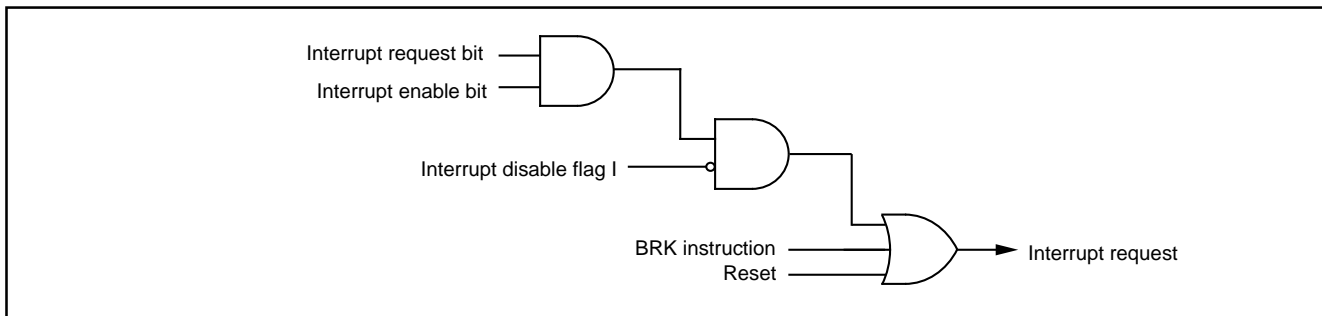 Interrupt request bit
Interrupt enable bit
Interrupt disable flag I
BRK instruction
Reset
Interrupt request